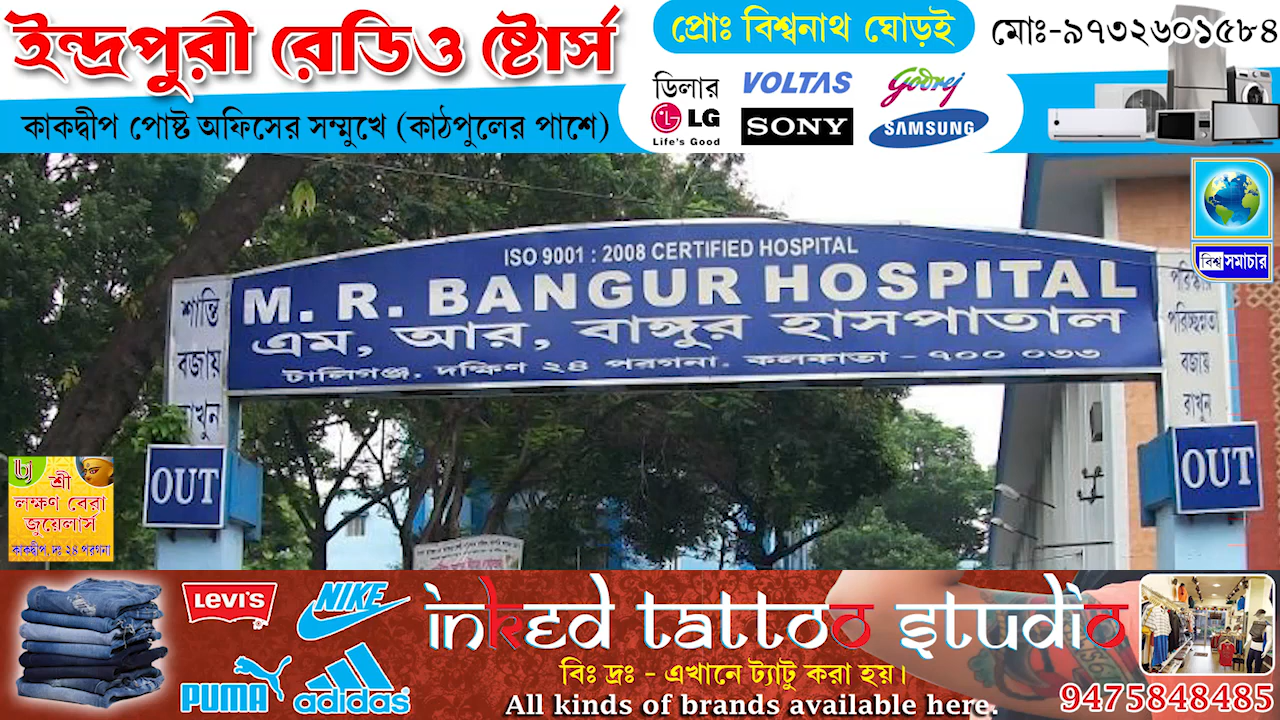 ইন্দ্রপুরী রেডিও ষ্টোর্স
কাকদ্বীপ পোষ্ট অফিসের সম্মুখে (কাঠপুলের পাশে)
প্রোঃ বিশ্বনাথ ঘোড়ই
মোঃ-৯৭৩২৬০১৫৮৪
ডিলার
VOLTAS
Godrej
LG
Life's Good
SONY
SAMSUNG
বিশ্ব সমাচার
ISO 9001 : 2008 CERTIFIED HOSPITAL
M. R. BANGUR HOSPITAL
এম, আর, বাঙ্গুর হাসপাতাল
টালিগঞ্জ, দক্ষিণ ২৪ পরগনা, কলকাতা - ৭০০ ০৩৩
শান্তি
বজায়
রাখুন
পরিষ্কার
পরিচ্ছন্নতা
বজায়
রাখুন
OUT
OUT
শ্রী
লক্ষণ বেরা
জুয়েলার্স
কাকদ্বীপ, দঃ ২৪ পরগনা
LEVI'S
NIKE
PUMA
adidas
inked tattoo studio
বিঃ দ্রঃ - এখানে ট্যাটু করা হয়।
All kinds of brands available here.
9475848485